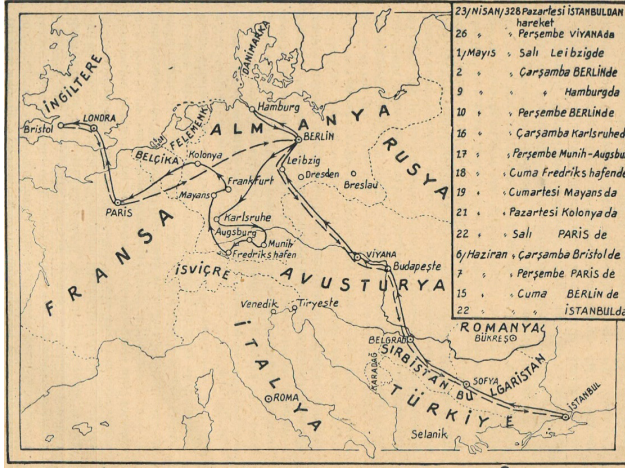 23/NİSAN/328 Pazartesi İSTANBULDAN
hareket
26 " " Perşembe VİYANAda
1/Mayıs " Salı Leibzigde
2 " " Çarşamba BERLİNde
9 " " Hamburgda
10 " " Perşembe BERLİNde
16 " " Çarşamba Karlsruhed
17 " " Perşembe Munih-Augsbu
18 " " Cuma Fredrikshafende
19 " " Cumartesi Mayansda
21 " " Pazartesi Kolonyada
22 " " Salı PARİS de
6/Haziran " Çarşamba Bristolde
7 " " Perşembe PARİS de
15 " " Cuma BERLİN de
22 " " İSTANBULda
DANİMARKA
İNGİLTERE
Hamburg
LONDRA
Bristol
FELEMENK
ALMANYA
BERLİN
BELÇİKA
Kolonya
Leibzig
Dresden
Breslau
RUSYA
Frankfurt
Mayans
PARİS
Karlsruhe
Augsburg
Munih
Fredrikshafen
FRANSA
İSVİÇRE
VİYANA
Budapeşte
AVUSTURYA
Venedik
Tiryeste
ROMANYA
BÜKREŞ
BELGRAD
SIRBİSTAN
KARADAĞ
BULGARİSTAN
SOFYA
İTALYA
ROMA
TÜRKİYE
İSTANBUL
Selanik